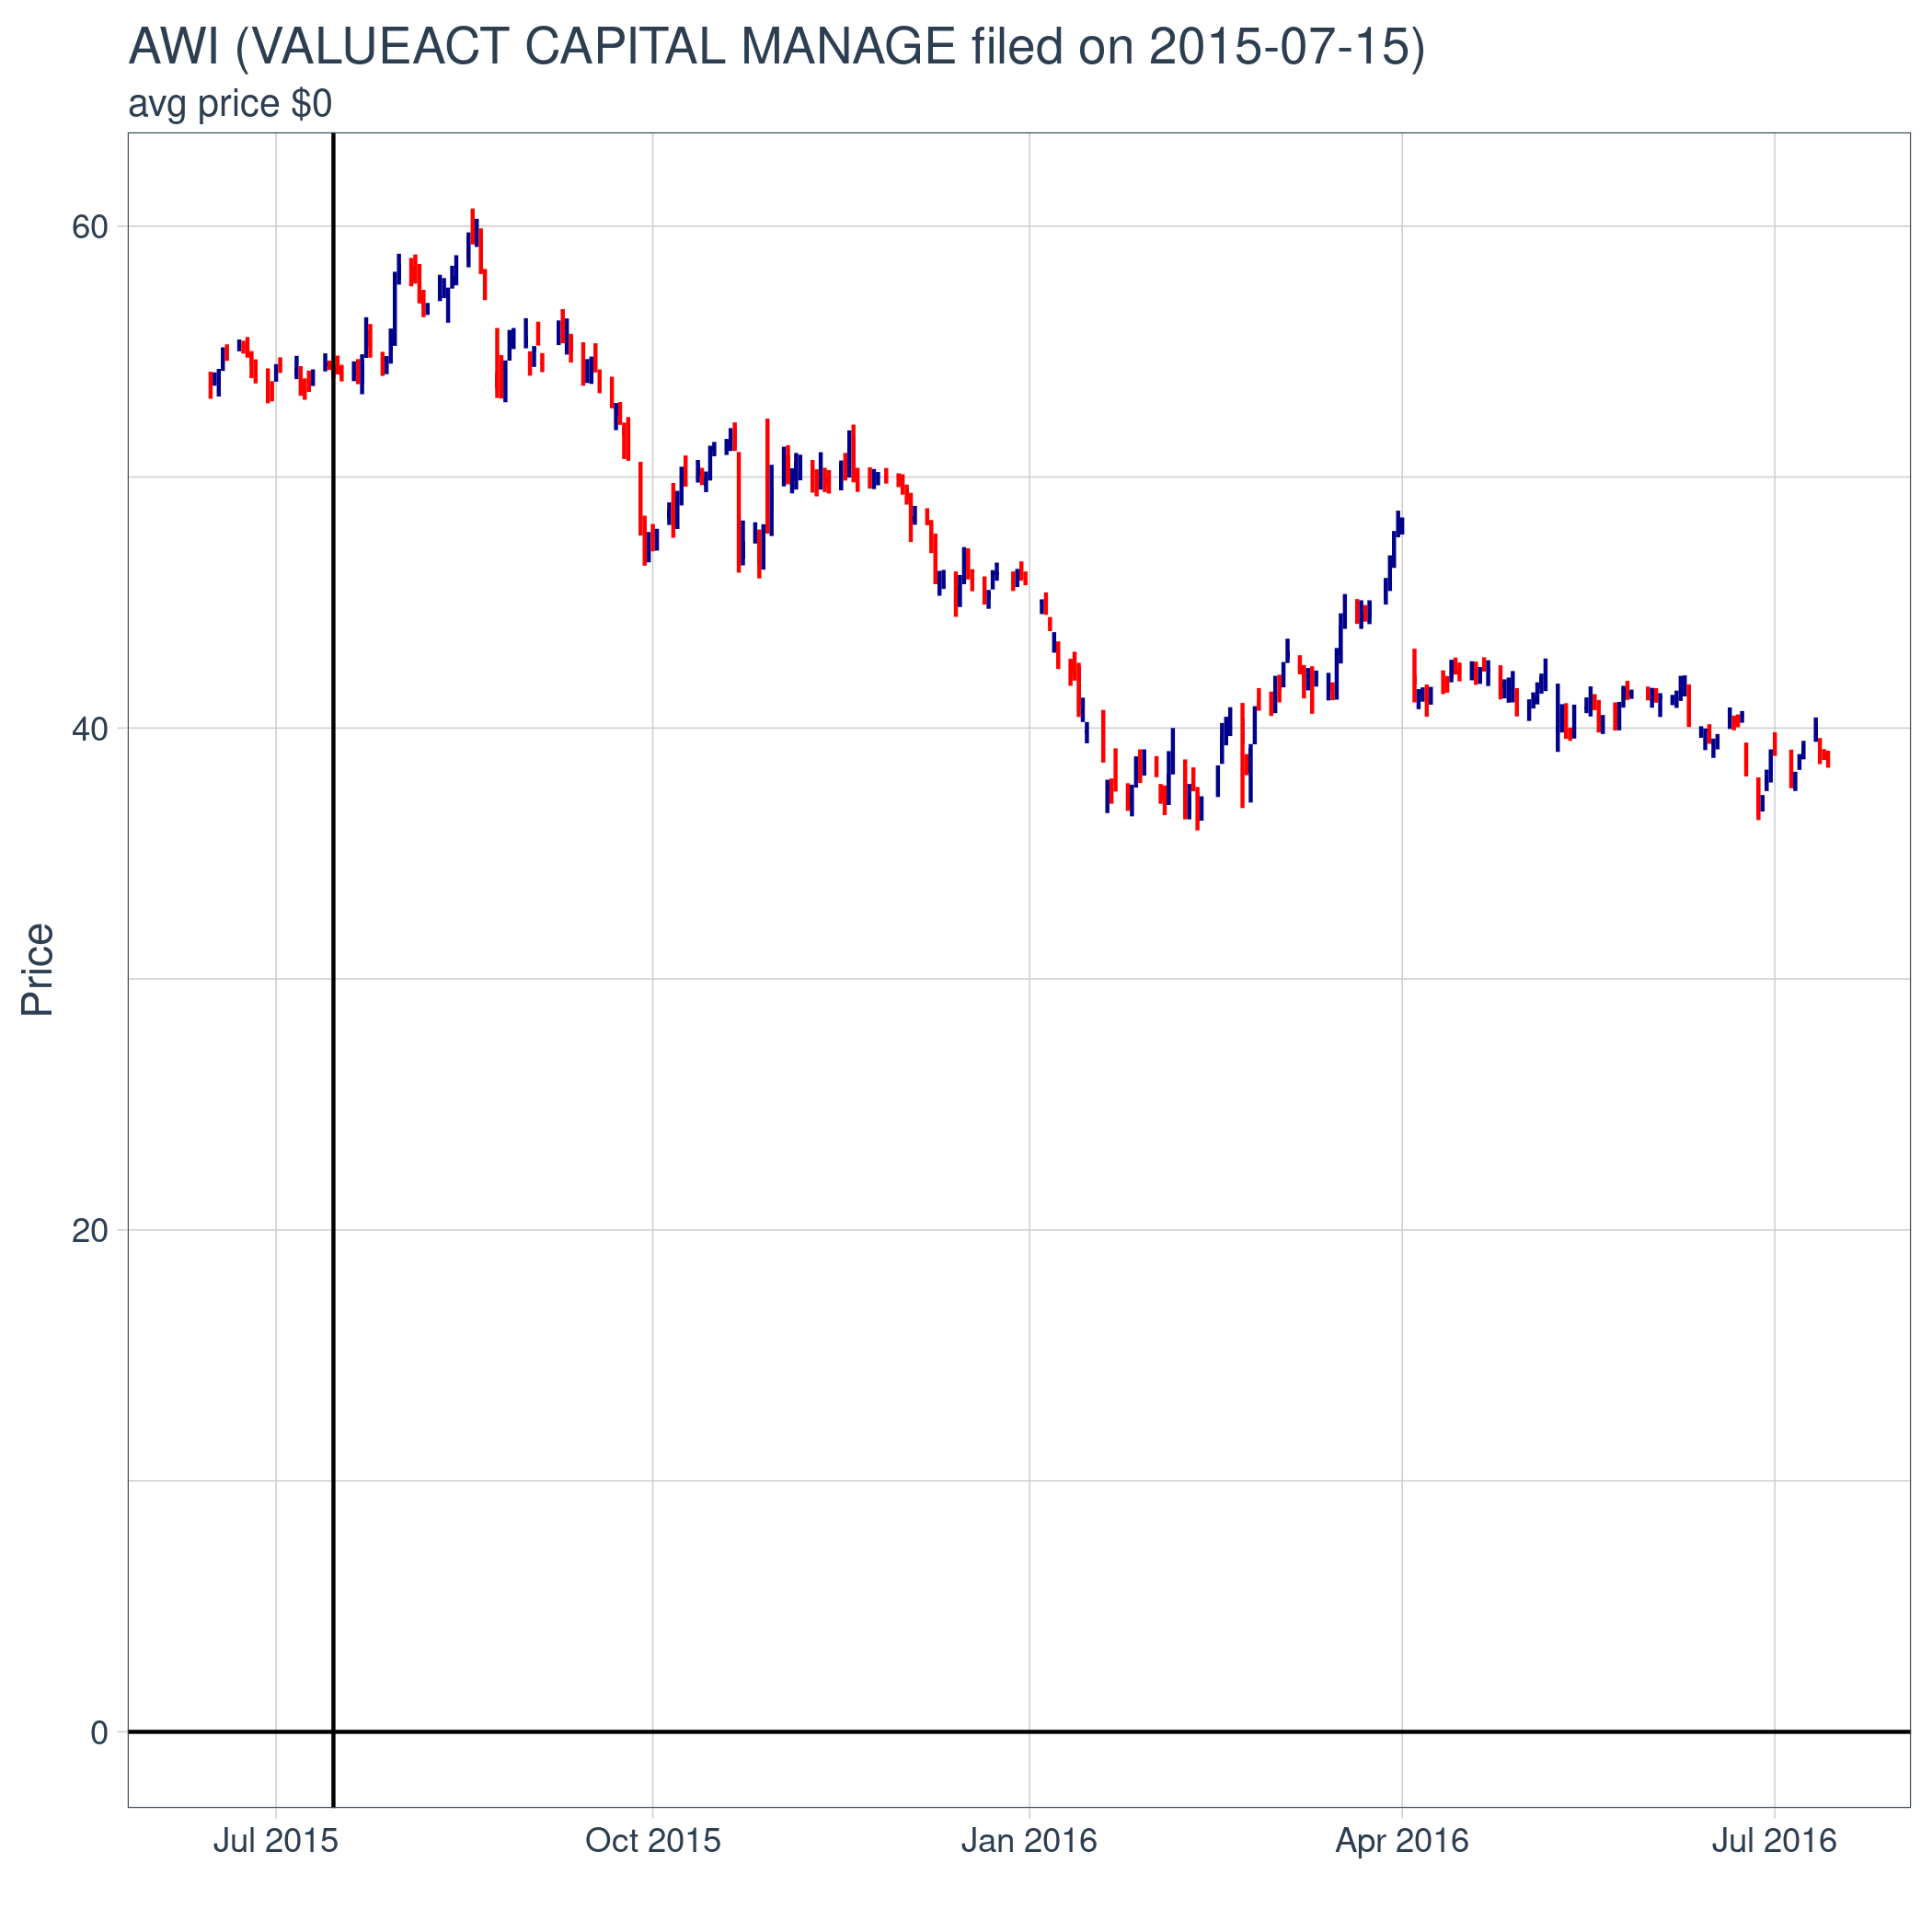 AWI (VALUEACT CAPITAL MANAGE filed on 2015-07-15)
avg price $0
60
40
Price
20
0
Jul 2015
Oct 2015
Jan 2016
Apr 2016
Jul 2016